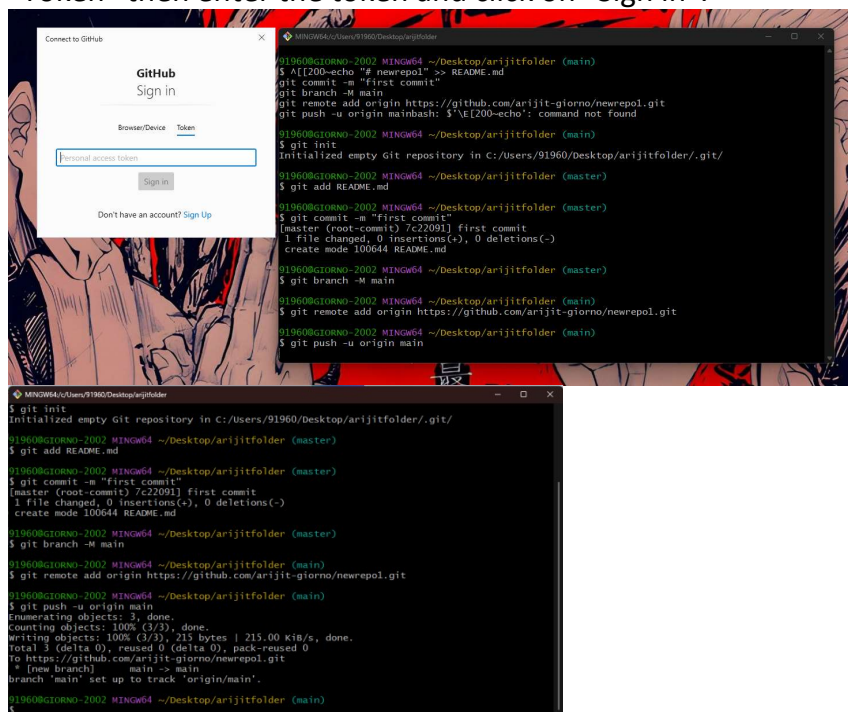 "Token" then enter the token and click on "Sign in".
Connect to GitHub
GitHub
Sign in
Browser/Device Token
Personal access token
Sign in
Don't have an account? Sign Up
MINGW64:/c/Users/91960/Desktop/arijitfolder
91960@GIORNO-2002 MINGW64 ~/Desktop/arijitfolder (main)
$ ^[[200~echo "# newrepo1" >> README.md
git commit -m "first commit"
git branch -M main
git remote add origin https://github.com/arijit-giorno/newrepo1.git
git push -u origin mainbash: $'\E[200~echo': command not found
91960@GIORNO-2002 MINGW64 ~/Desktop/arijitfolder (main)
$ git init
Initialized empty Git repository in C:/Users/91960/Desktop/arijitfolder/.git/
91960@GIORNO-2002 MINGW64 ~/Desktop/arijitfolder (master)
$ git add README.md
91960@GIORNO-2002 MINGW64 ~/Desktop/arijitfolder (master)
$ git commit -m "first commit"
[master (root-commit) 7c22091] first commit
1 file changed, 0 insertions(+), 0 deletions(-)
create mode 100644 README.md
91960@GIORNO-2002 MINGW64 ~/Desktop/arijitfolder (master)
$ git branch -M main
91960@GIORNO-2002 MINGW64 ~/Desktop/arijitfolder (main)
$ git remote add origin https://github.com/arijit-giorno/newrepo1.git
91960@GIORNO-2002 MINGW64 ~/Desktop/arijitfolder (main)
$ git push -u origin main
MINGW64:/c/Users/91960/Desktop/arijitfolder
$ git init
Initialized empty Git repository in C:/Users/91960/Desktop/arijitfolder/.git/
91960@GIORNO-2002 MINGW64 ~/Desktop/arijitfolder (master)
$ git add README.md
91960@GIORNO-2002 MINGW64 ~/Desktop/arijitfolder (master)
$ git commit -m "first commit"
[master (root-commit) 7c22091] first commit
1 file changed, 0 insertions(+), 0 deletions(-)
create mode 100644 README.md
91960@GIORNO-2002 MINGW64 ~/Desktop/arijitfolder (master)
$ git branch -M main
91960@GIORNO-2002 MINGW64 ~/Desktop/arijitfolder (main)
$ git remote add origin https://github.com/arijit-giorno/newrepo1.git
91960@GIORNO-2002 MINGW64 ~/Desktop/arijitfolder (main)
$ git push -u origin main
Enumerating objects: 3, done.
Counting objects: 100% (3/3), done.
Writing objects: 100% (3/3), 215 bytes | 215.00 KiB/s, done.
Total 3 (delta 0), reused 0 (delta 0), pack-reused 0
To https://github.com/arijit-giorno/newrepo1.git
* [new branch] main -> main
branch 'main' set up to track 'origin/main'.
91960@GIORNO-2002 MINGW64 ~/Desktop/arijitfolder (main)
$